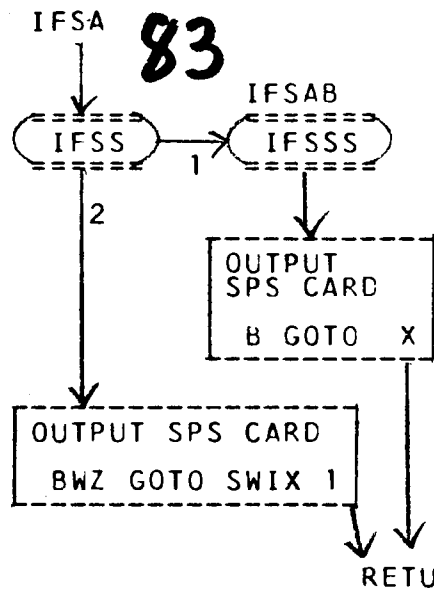 IFSA
83
IFSAB
IFSS
IFSSS
1
2
OUTPUT
SPS CARD
B GOTO X
OUTPUT SPS CARD
BWZ GOTO SWIX 1
RETU